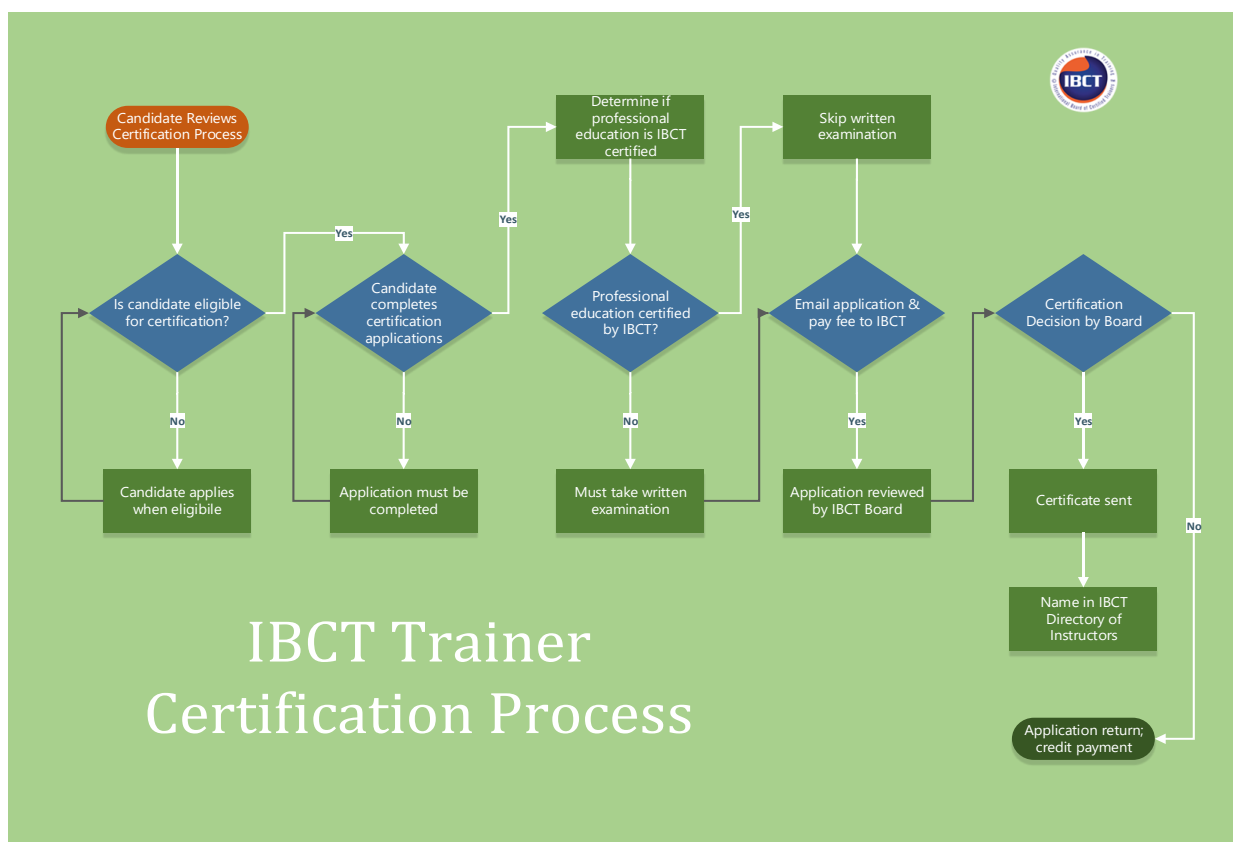 IBCT
Candidate Reviews
Certification Process
Determine if
professional
education is IBCT
certified
Skip written
examination
Yes
Yes
Yes
Is candidate eligible
for certification?
Candidate
completes
certification
applications
Professional
education certified
by IBCT?
Email application &
pay fee to IBCT
Certification
Decision by Board
No
No
No
Yes
Yes
Candidate applies
when eligibile
Application must be
completed
Must take written
examination
Application reviewed
by IBCT Board
Certificate sent
No
Name in IBCT
Directory of
Instructors
IBCT Trainer
Certification Process
Application return;
credit payment